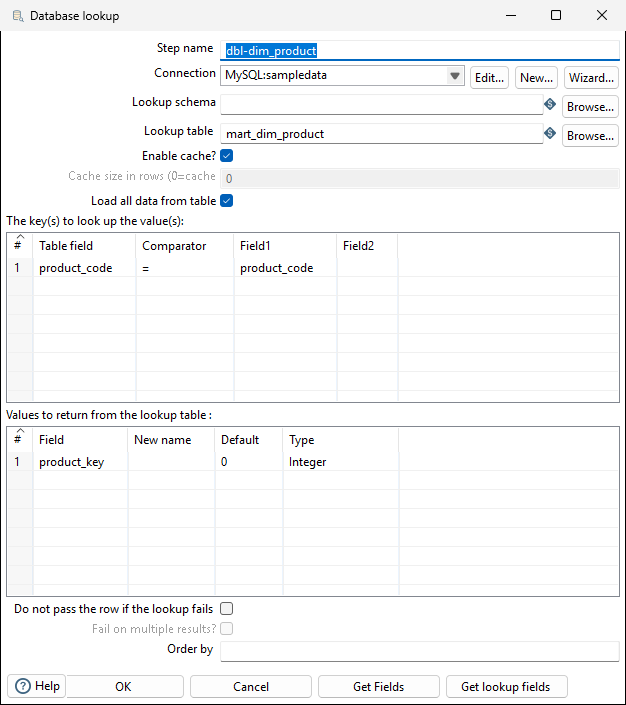 Database lookup
Step name dbl-dim_product
Connection MySQL:sampledata Edit... New... Wizard...
Lookup schema Browse...
Lookup table mart_dim_product Browse...
Enable cache?
Cache size in rows (0=cache 0
Load all data from table
The key(s) to look up the value(s):
# Table field Comparator Field1 Field2
1 product_code = product_code
Values to return from the lookup table :
# Field New name Default Type
1 product_key 0 Integer
Do not pass the row if the lookup fails
Fail on multiple results?
Order by
Help OK Cancel Get Fields Get lookup fields